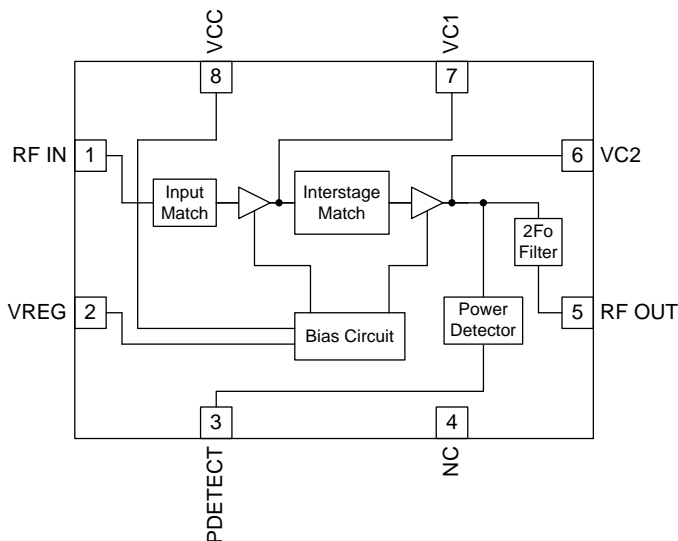 VCC
VC1
8
7
RF IN
1
6
VC2
Input
Match
Interstage
Match
2Fo
Filter
VREG
2
Bias Circuit
Power
Detector
5
RF OUT
3
4
PDETECT
NC